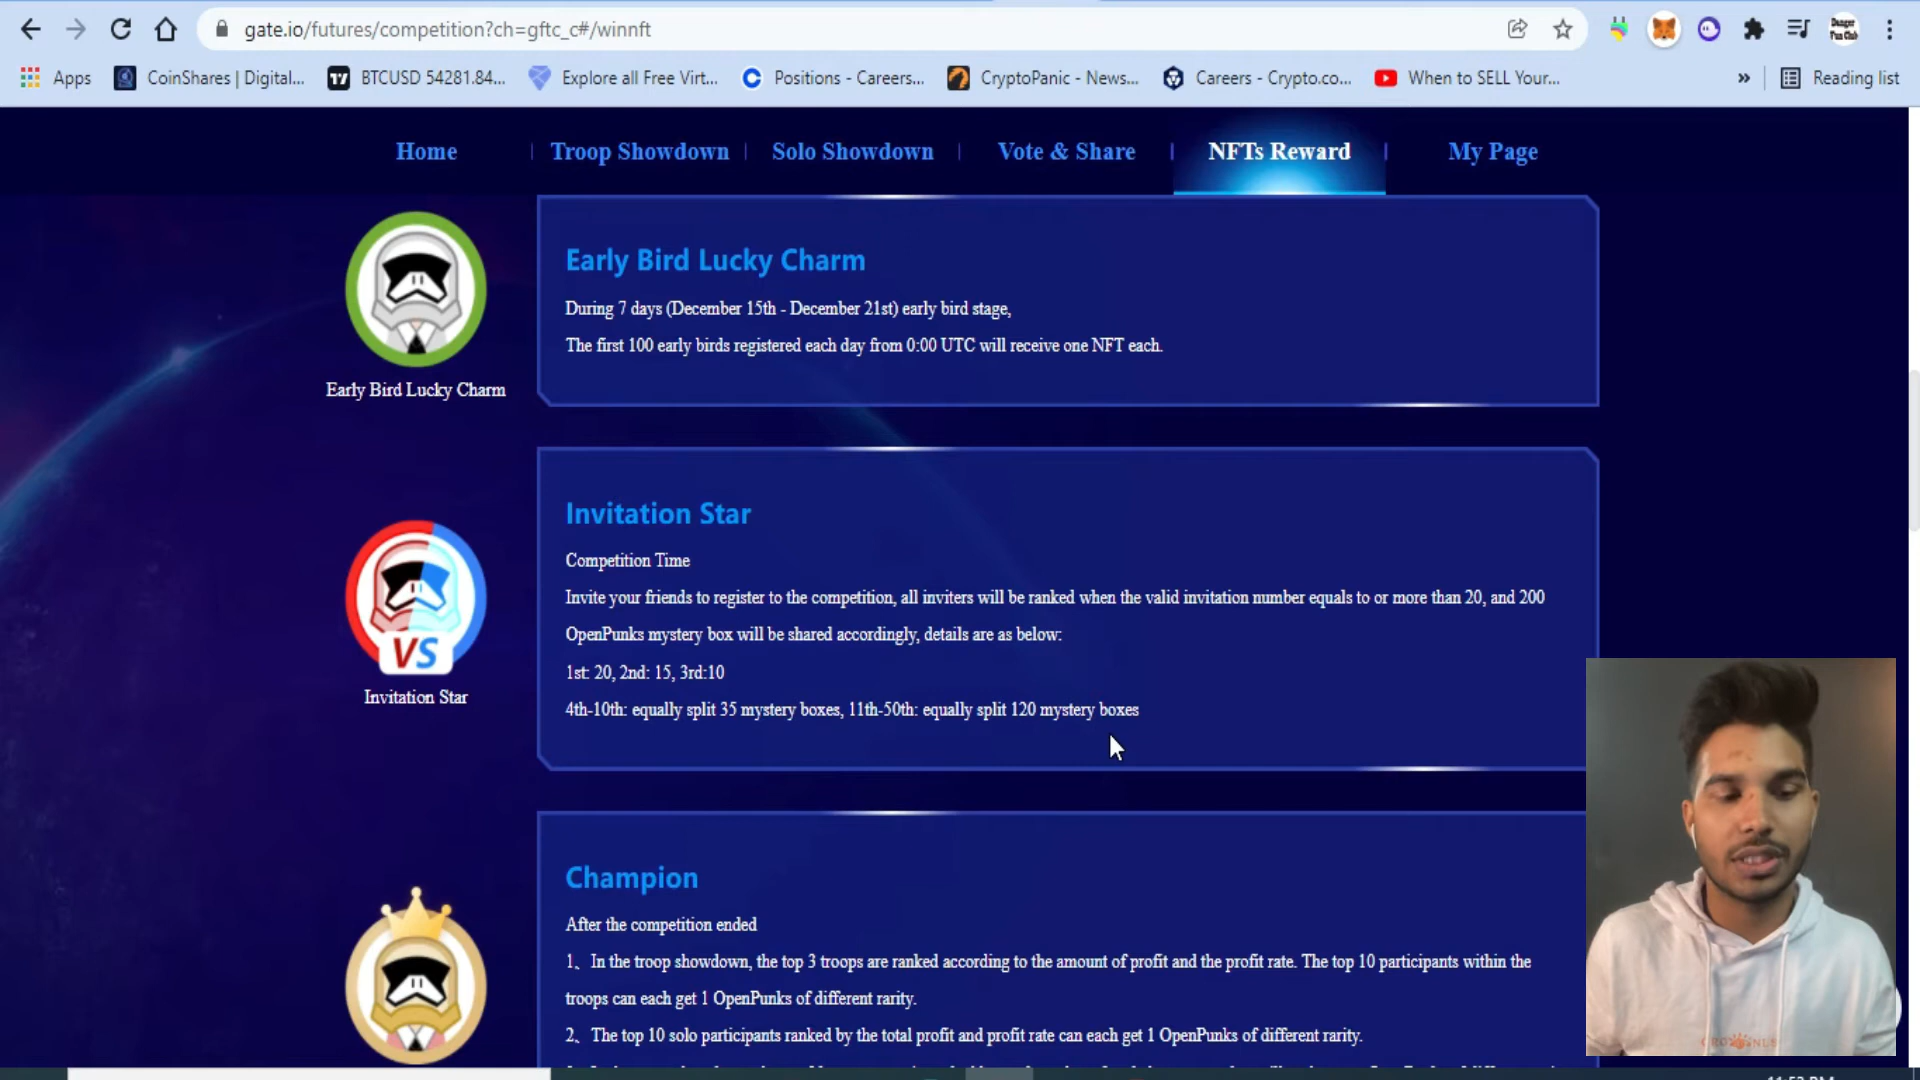 gate.io/futures/competition?ch=gftc_c#/winnft
Danger
Fun Club
Apps
CoinShares | Digital...
BTCUSD 54281.84...
Explore all Free Virt...
Positions - Careers...
CryptoPanic - News...
Careers - Crypto.co...
When to SELL Your...
»
Reading list
Home
Troop Showdown
Solo Showdown
Vote & Share
NFTs Reward
My Page
Early Bird Lucky Charm
During 7 days (December 15th - December 21st) early bird stage,
The first 100 early birds registered each day from 0:00 UTC will receive one NFT each.
Early Bird Lucky Charm
Invitation Star
Competition Time
Invite your friends to register to the competition, all inviters will be ranked when the valid invitation number equals to or more than 20, and 200
OpenPunks mystery box will be shared accordingly, details are as below:
1st: 20, 2nd: 15, 3rd:10
4th-10th: equally split 35 mystery boxes, 11th-50th: equally split 120 mystery boxes
VS
Invitation Star
Champion
After the competition ended
1、In the troop showdown, the top 3 troops are ranked according to the amount of profit and the profit rate. The top 10 participants within the
troops can each get 1 OpenPunks of different rarity.
2、The top 10 solo participants ranked by the total profit and profit rate can each get 1 OpenPunks of different rarity.